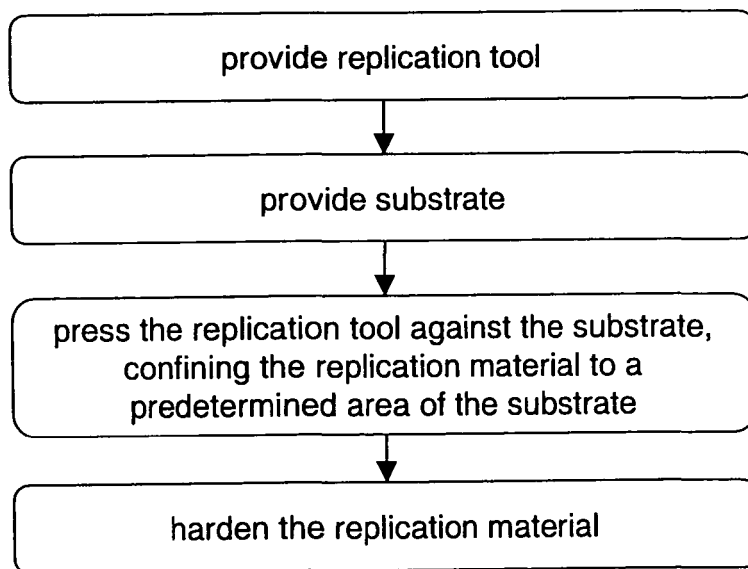 provide replication tool
provide substrate
press the replication tool against the substrate,
confining the replication material to a
predetermined area of the substrate
harden the replication material